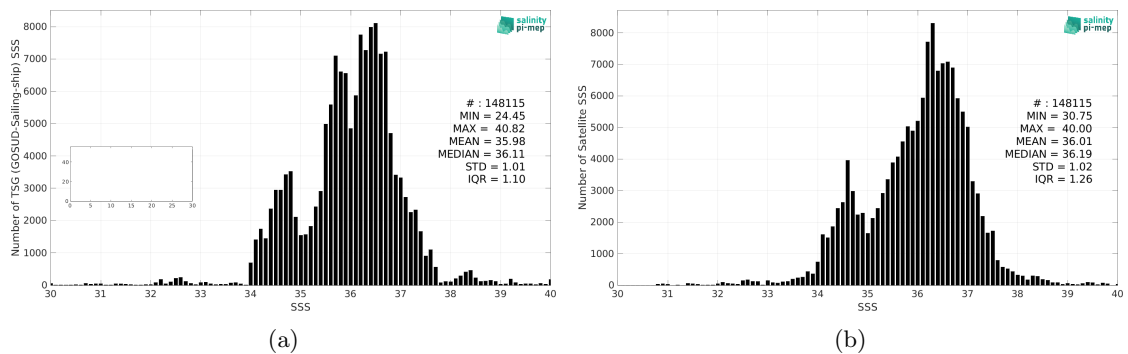 8000
7000
6000
5000
4000
3000
2000
1000
0
Number of TSG (GOSUD-Sailing-ship) SSS
salinity
pi-mep
# : 148115
MIN = 24.45
MAX = 40.82
MEAN = 35.98
MEDIAN = 36.11
STD = 1.01
IQR = 1.10
40
20
0
0 5 10 15 20 25 30
30 31 32 33 34 35 36 37 38 39 40
SSS
(a)
8000
7000
6000
5000
4000
3000
2000
1000
0
Number of Satellite SSS
salinity
pi-mep
# : 148115
MIN = 30.75
MAX = 40.00
MEAN = 36.01
MEDIAN = 36.19
STD = 1.02
IQR = 1.26
30 31 32 33 34 35 36 37 38 39 40
SSS
(b)